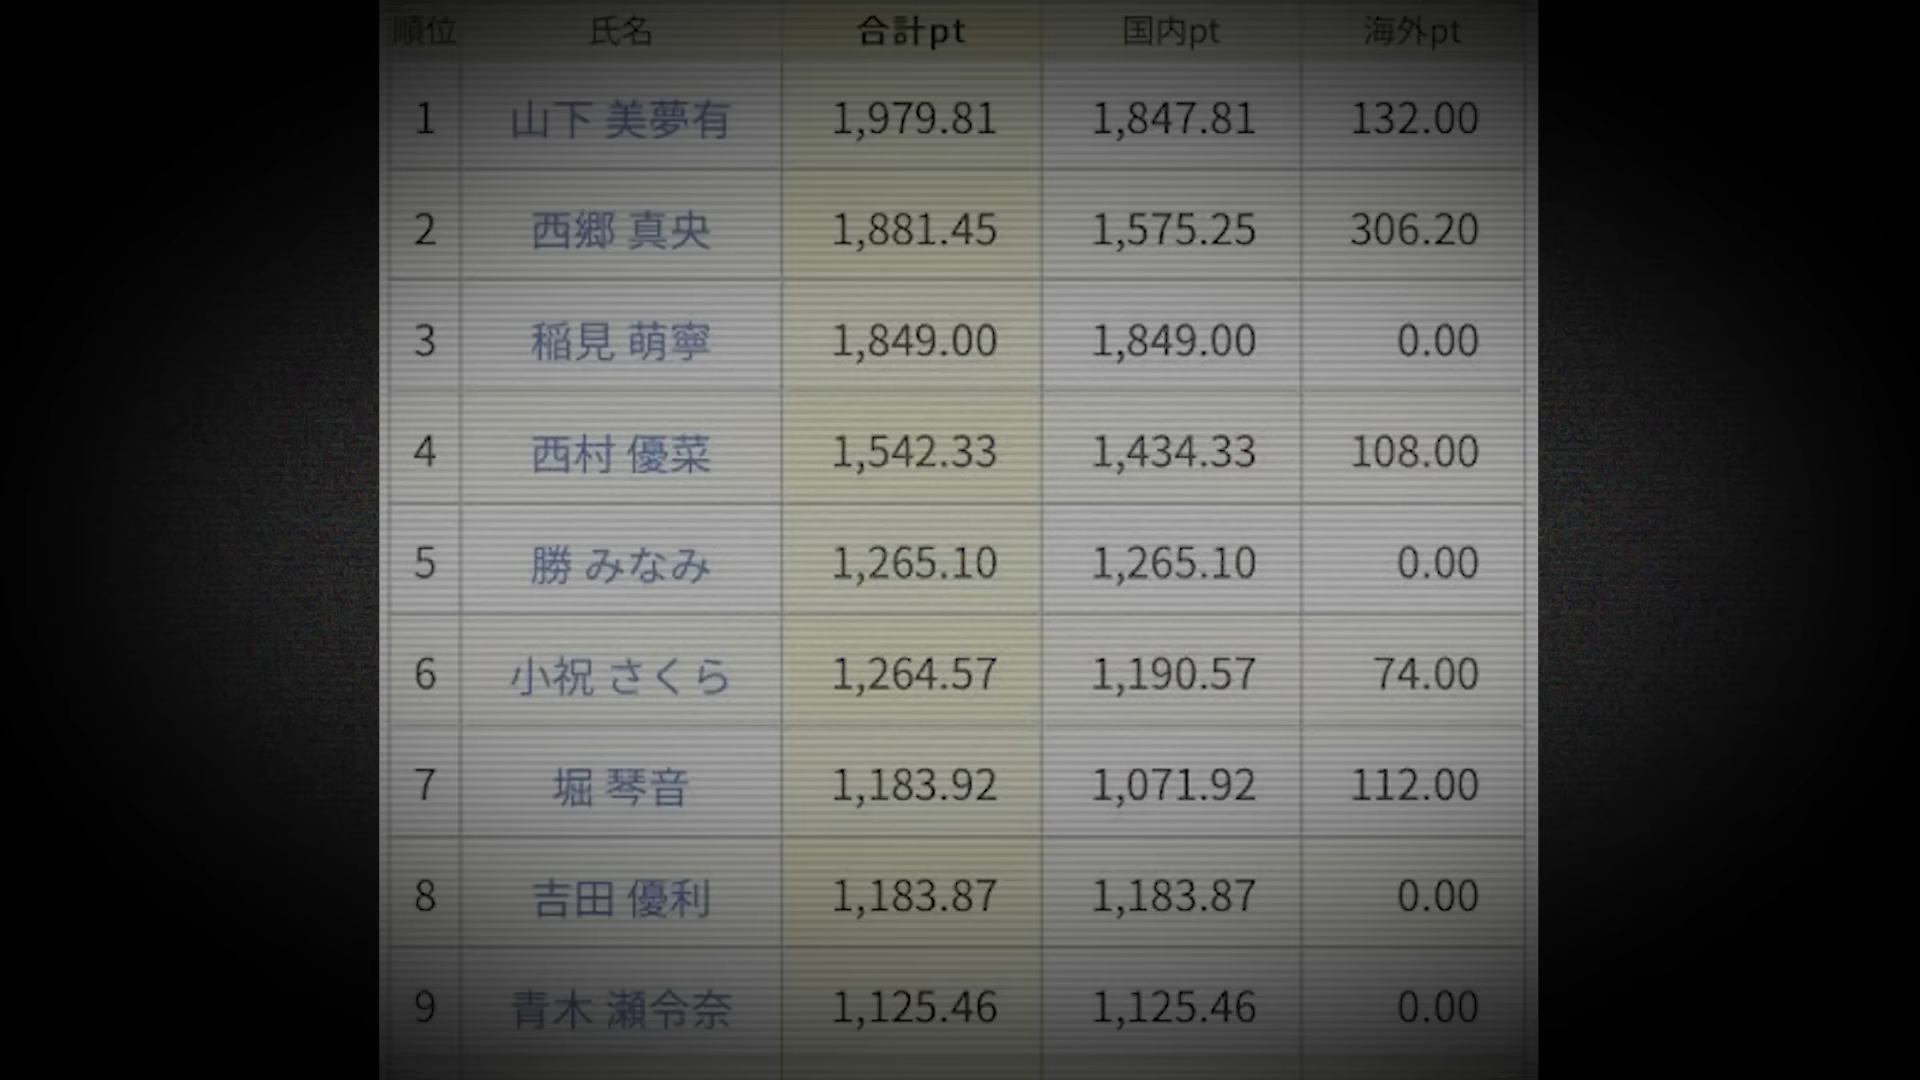 順位 氏名 合計pt 国内pt 海外pt
1 山下 美夢有 1,979.81 1,847.81 132.00
2 西郷 真央 1,881.45 1,575.25 306.20
3 稲見 萌寧 1,849.00 1,849.00 0.00
4 西村 優菜 1,542.33 1,434.33 108.00
5 勝 みなみ 1,265.10 1,265.10 0.00
6 小祝 さくら 1,264.57 1,190.57 74.00
7 堀 琴音 1,183.92 1,071.92 112.00
8 吉田 優利 1,183.87 1,183.87 0.00
9 青木 瀬令奈 1,125.46 1,125.46 0.00